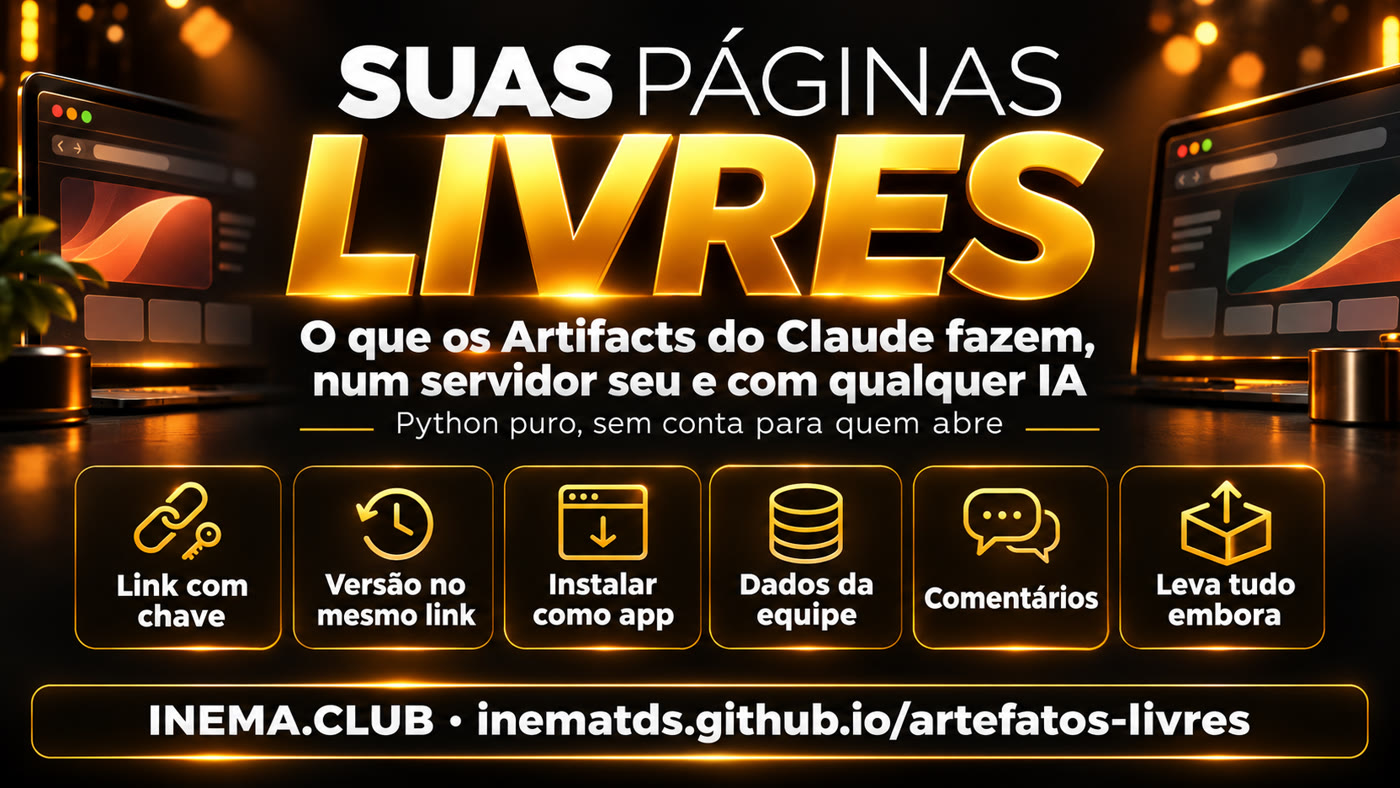 SUAS PÁGINAS
LIVRES
O que os Artifacts do Claude fazem,
num servidor seu e com qualquer IA
Python puro, sem conta para quem abre
Link com
chave
Versão no
mesmo link
Instalar
como app
Dados da
equipe
Comentários
Leva tudo
embora
INEMA.CLUB • inematds.github.io/artefatos-livres